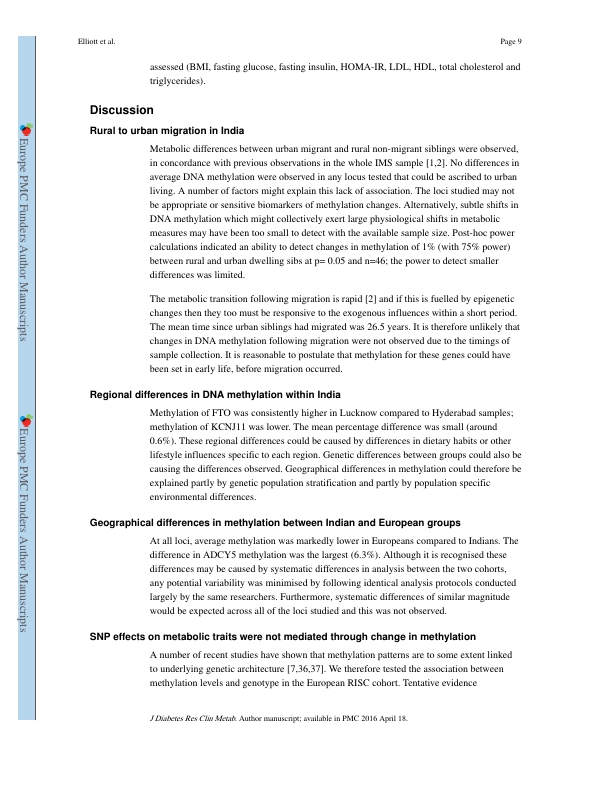 Elliott et al.
Page 9
assessed (BMI, fasting glucose, fasting insulin, HOMA-IR, LDL, HDL, total cholesterol and
triglycerides).
Discussion
Rural to urban migration in India
Metabolic differences between urban migrant and rural non-migrant siblings were observed,
in concordance with previous observations in the whole IMS sample [1,2]. No differences in
average DNA methylation were observed in any locus tested that could be ascribed to urban
living. A number of factors might explain this lack of association. The loci studied may not
be appropriate or sensitive biomarkers of methylation changes. Alternatively, subtle shifts in
DNA methylation which might collectively exert large physiological shifts in metabolic
measures may have been too small to detect with the available sample size. Post-hoc power
calculations indicated an ability to detect changes in methylation of 1% (with 75% power)
between rural and urban dwelling sibs at p= 0.05 and n=46; the power to detect smaller
differences was limited.
The metabolic transition following migration is rapid [2] and if this is fuelled by epigenetic
changes then they too must be responsive to the exogenous influences within a short period.
The mean time since urban siblings had migrated was 26.5 years. It is therefore unlikely that
changes in DNA methylation following migration were not observed due to the timings of
sample collection. It is reasonable to postulate that methylation for these genes could have
been set in early life, before migration occurred.
Regional differences in DNA methylation within India
Methylation of FTO was consistently higher in Lucknow compared to Hyderabad samples;
methylation of KCNJ11 was lower. The mean percentage difference was small (around
0.6%). These regional differences could be caused by differences in dietary habits or other
lifestyle influences specific to each region. Genetic differences between groups could also be
causing the differences observed. Geographical differences in methylation could therefore be
explained partly by genetic population stratification and partly by population specific
environmental differences.
Geographical differences in methylation between Indian and European groups
At all loci, average methylation was markedly lower in Europeans compared to Indians. The
difference in ADCY5 methylation was the largest (6.3%). Although it is recognised these
differences may be caused by systematic differences in analysis between the two cohorts,
any potential variability was minimised by following identical analysis protocols conducted
largely by the same researchers. Furthermore, systematic differences of similar magnitude
would be expected across all of the loci studied and this was not observed.
SNP effects on metabolic traits were not mediated through change in methylation
A number of recent studies have shown that methylation patterns are to some extent linked
to underlying genetic architecture [7,36,37]. We therefore tested the association between
methylation levels and genotype in the European RISC cohort. Tentative evidence
J Diabetes Res Clin Metab. Author manuscript; available in PMC 2016 April 18.
Europe PMC Funders Author Manuscripts
Europe PMC Funders Author Manuscripts